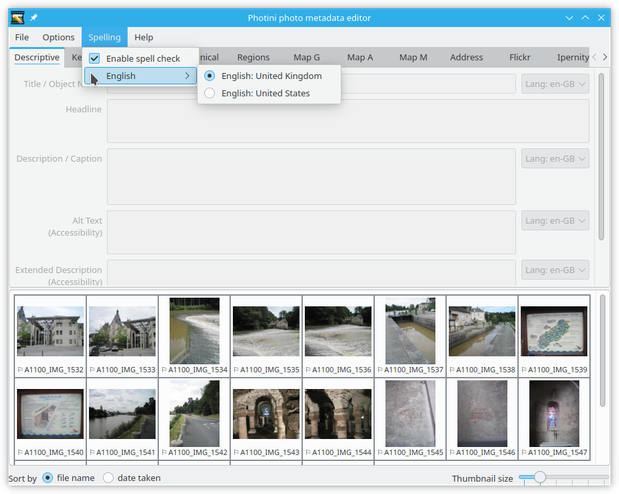 Photini photo metadata editor
File Options Spelling Help
Descriptive Ke nical Regions Map G Map A Map M Address Flickr Ipernity
Enable spell check
English
English: United Kingdom
English: United States
Title / Object N Lang: en-GB
Headline
Description / Caption Lang: en-GB
Alt Text Lang: en-GB
(Accessibility)
Extended Description Lang: en-GB
(Accessibility)
A1100_IMG_1532 A1100_IMG_1533 A1100_IMG_1534 A1100_IMG_1535 A1100_IMG_1536 A1100_IMG_1537 A1100_IMG_1538 A1100_IMG_1539
A1100_IMG_1540 A1100_IMG_1541 A1100_IMG_1542 A1100_IMG_1543 A1100_IMG_1544 A1100_IMG_1545 A1100_IMG_1546 A1100_IMG_1547
Sort by file name date taken Thumbnail size